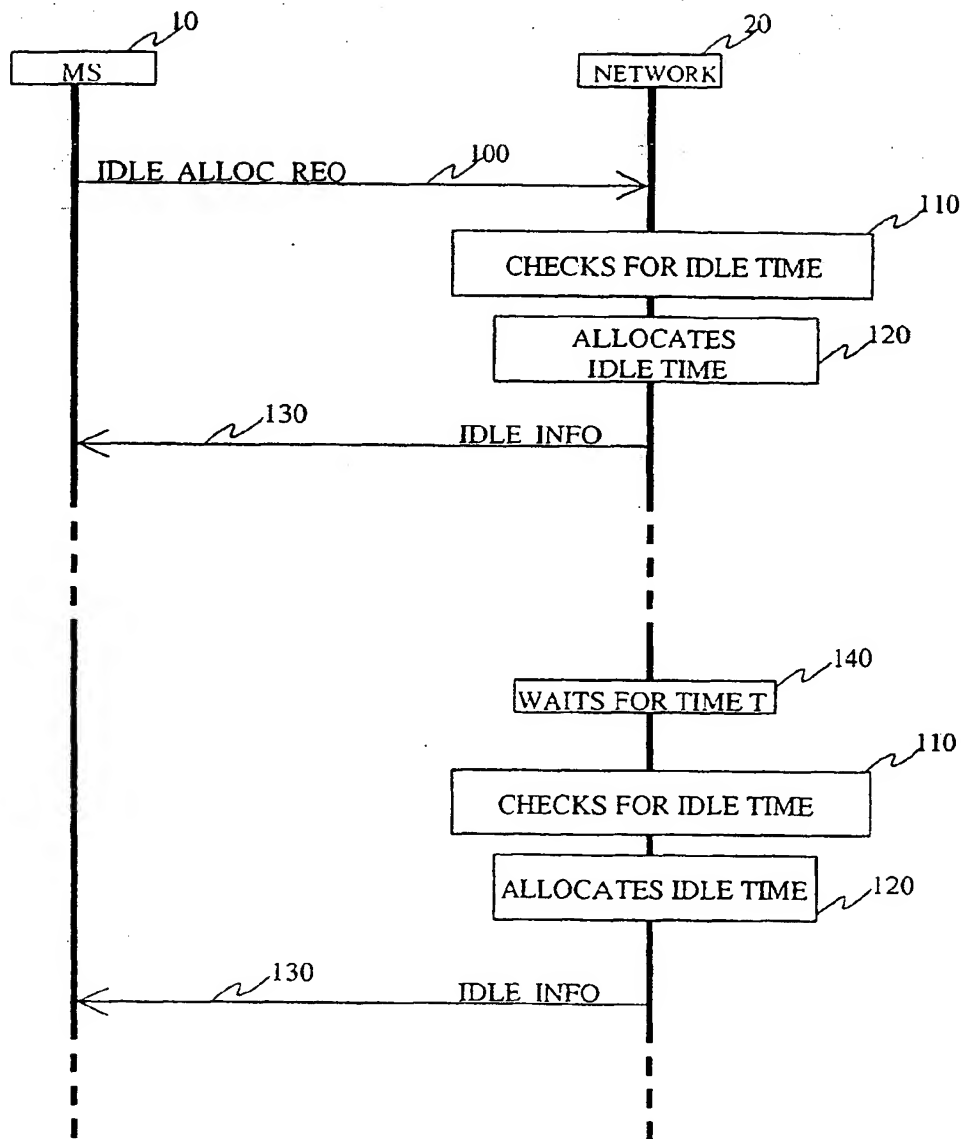 10
20
MS
NETWORK
IDLE ALLOC REQ
100
110
CHECKS FOR IDLE TIME
ALLOCATES
IDLE TIME
120
130
IDLE INFO
140
WAITS FOR TIME T
110
CHECKS FOR IDLE TIME
ALLOCATES IDLE TIME
120
130
IDLE INFO